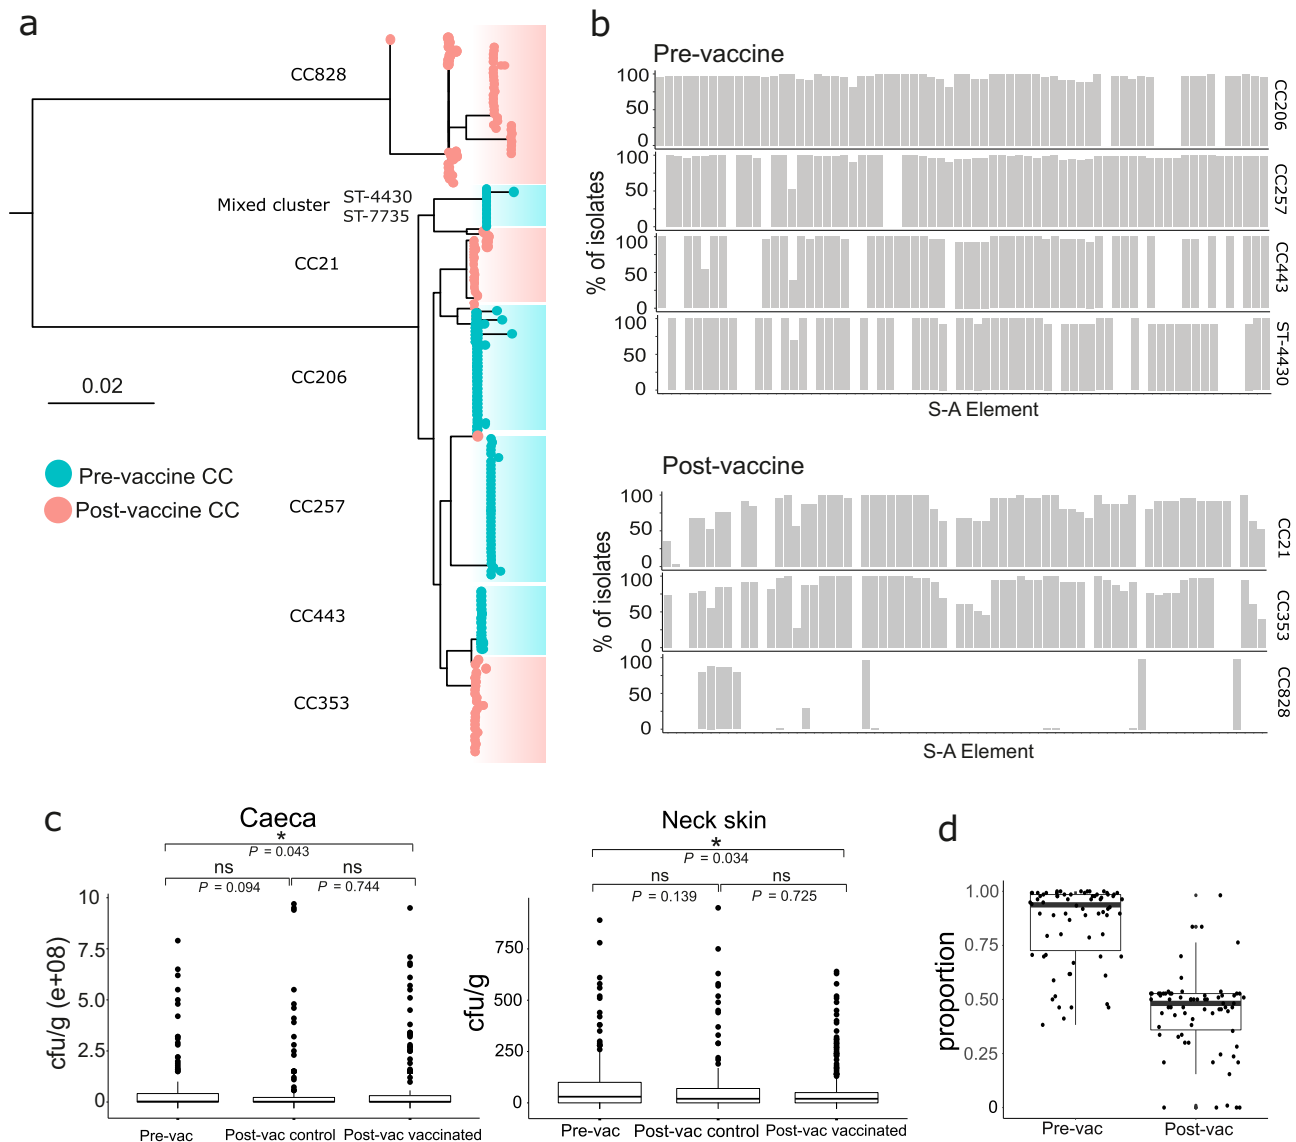 a
CC828
Mixed cluster
ST-4430
ST-7735
CC21
CC206
0.02
Pre-vaccine CC
Post-vaccine CC
CC257
CC443
CC353
b
Pre-vaccine
% of isolates
100
50
0
CC206
100
50
0
CC257
100
50
0
CC443
100
50
0
ST-4430
S-A Element
Post-vaccine
% of isolates
100
50
0
CC21
100
50
0
CC353
100
50
0
CC828
S-A Element
c
Caeca
*
P = 0.043
ns
ns
P = 0.094
P = 0.744
cfu/g (e+08)
10
7.5
5.0
2.5
0
Pre-vac
Post-vac control
Post-vac vaccinated
Neck skin
*
P = 0.034
ns
ns
P = 0.139
P = 0.725
cfu/g
750
500
250
0
Pre-vac
Post-vac control
Post-vac vaccinated
d
proportion
1.00
0.75
0.50
0.25
0
Pre-vac
Post-vac